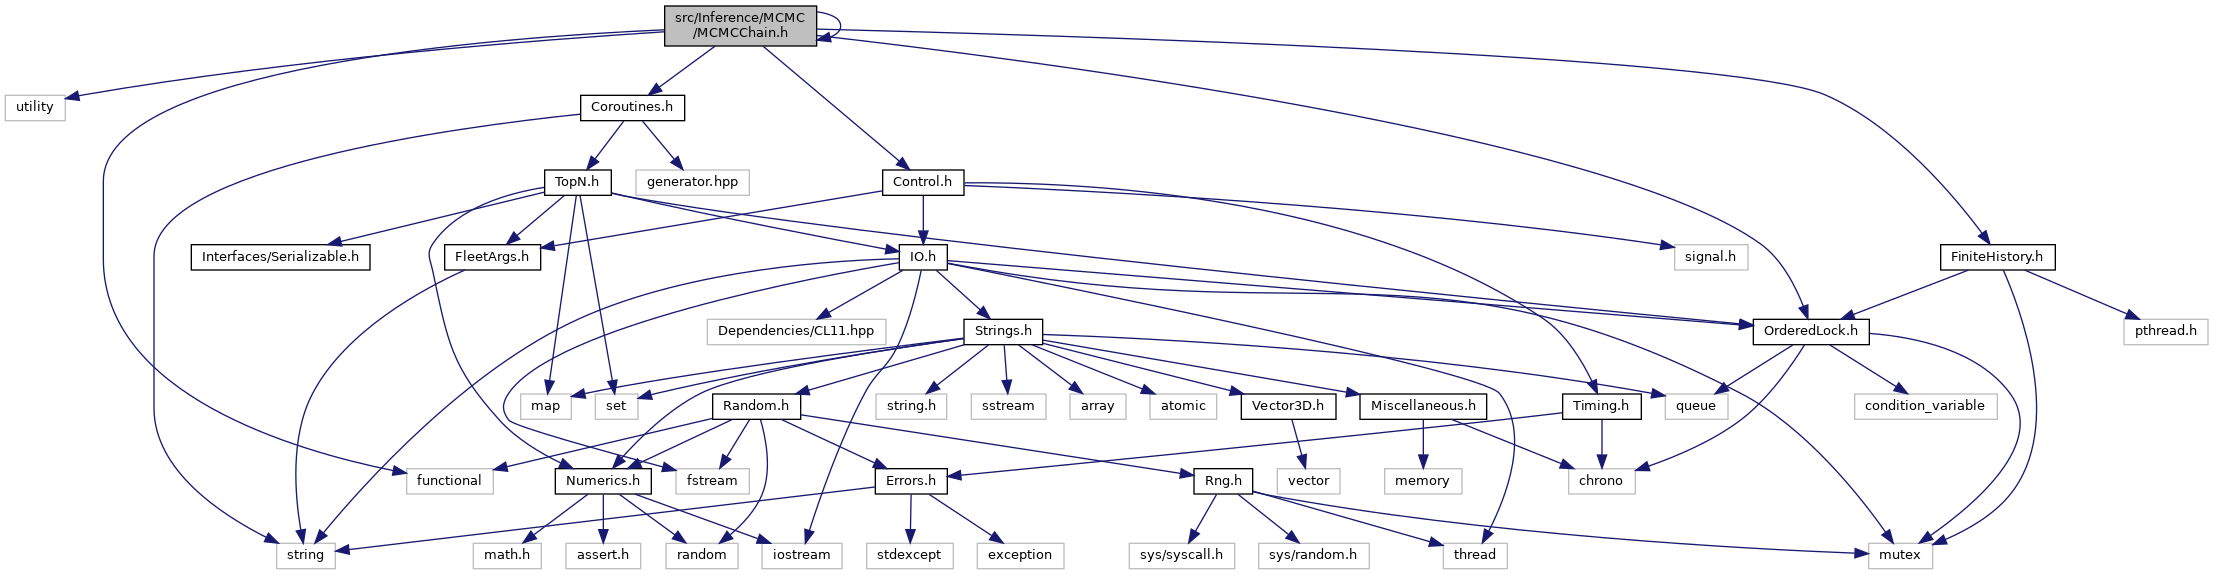 src/Inference/MCMC
/MCMCChain.h
utility
Coroutines.h
TopN.h
generator.hpp
Control.h
Interfaces/Serializable.h
FleetArgs.h
IO.h
signal.h
FiniteHistory.h
Dependencies/CL11.hpp
Strings.h
OrderedLock.h
pthread.h
map
set
Random.h
string.h
sstream
array
atomic
Vector3D.h
Miscellaneous.h
Timing.h
queue
condition_variable
functional
Numerics.h
fstream
Errors.h
Rng.h
vector
memory
chrono
string
math.h
assert.h
random
iostream
stdexcept
exception
sys/syscall.h
sys/random.h
thread
mutex